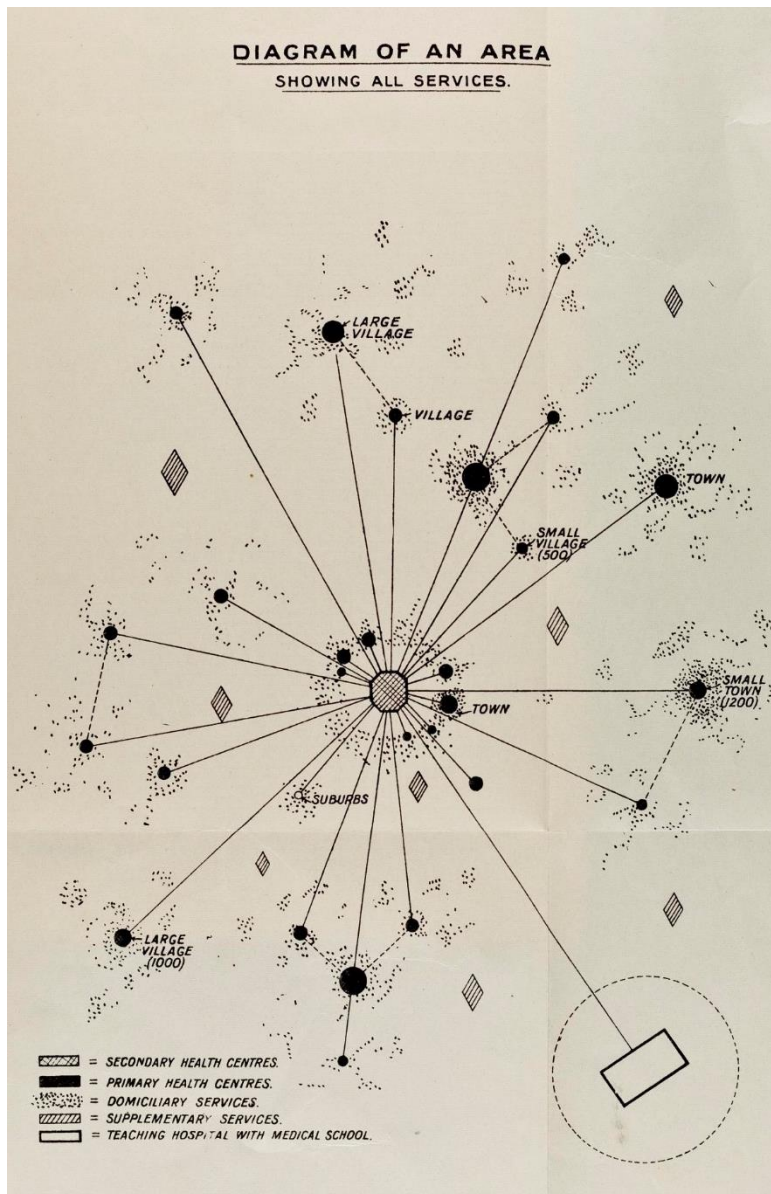 DIAGRAM OF AN AREA
SHOWING ALL SERVICES.
LARGE
VILLAGE
VILLAGE
TOWN
SMALL
VILLAGE
(500)
SMALL
TOWN
(1200)
TOWN
SUBURBS
LARGE
VILLAGE
(1000)
= SECONDARY HEALTH CENTRES.
= PRIMARY HEALTH CENTRES.
= DOMICILIARY SERVICES.
= SUPPLEMENTARY SERVICES.
= TEACHING HOSPITAL WITH MEDICAL SCHOOL.